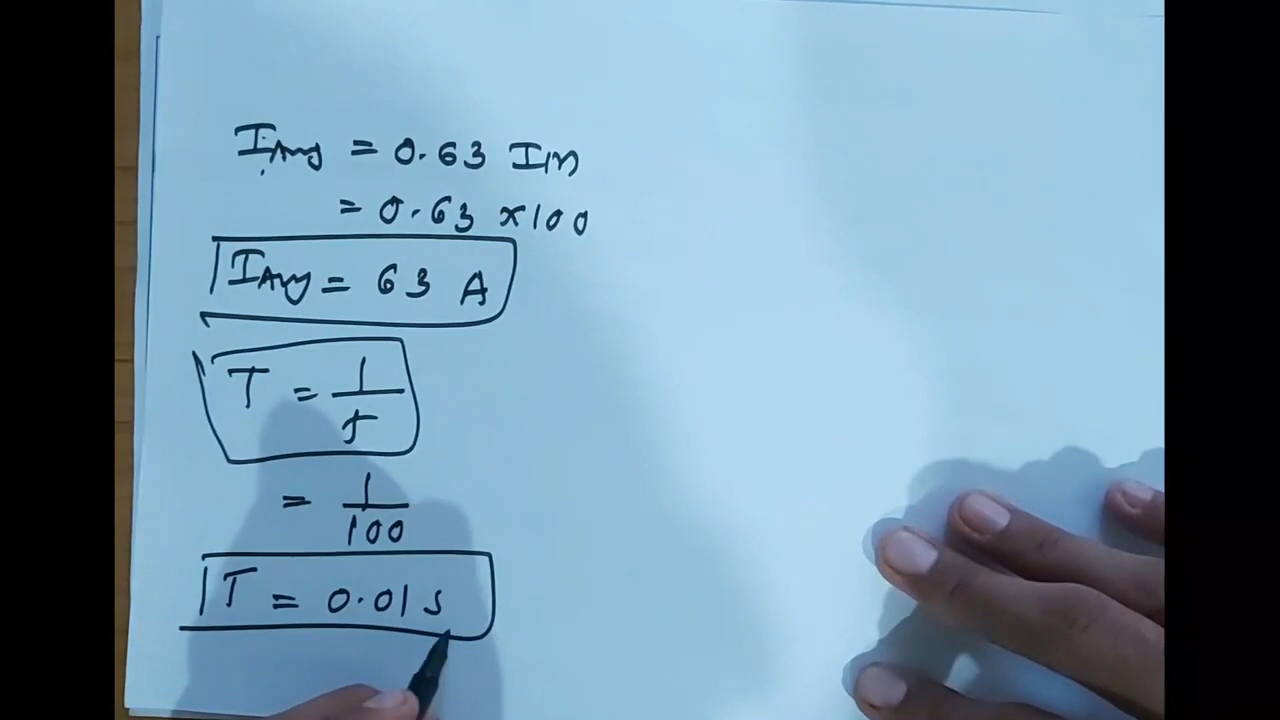 IAvg = 0.63 Im
= 0.63 x100
IAvg = 63 A
T = 1/f
= 1/100
T = 0.01 s